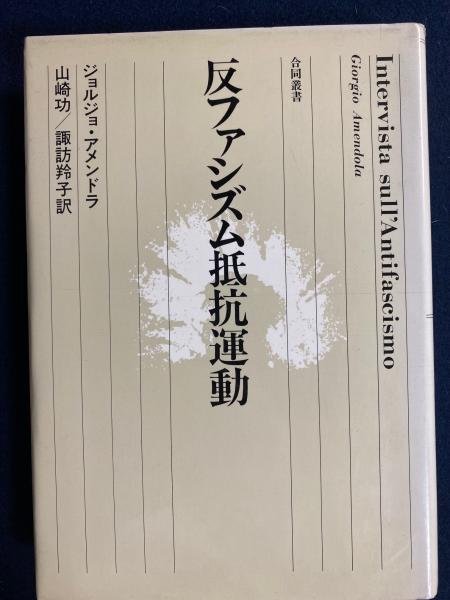 Intervista sull'Antifascismo
Giorgio Amendola
合同叢書
反ファシズム抵抗運動
ジョルジョ・アメンドラ
山崎功/諏訪羚子訳